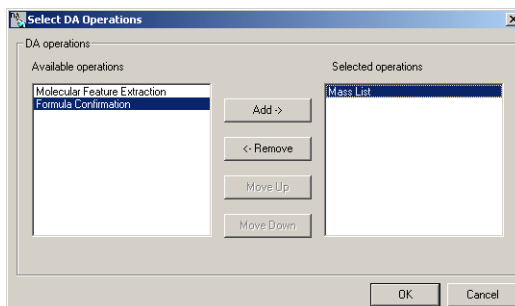 Select DA Operations
DA operations
Available operations
Selected operations
Molecular Feature Extraction
Formula Confirmation
Mass List
Add ->
<- Remove
Move Up
Move Down
OK
Cancel